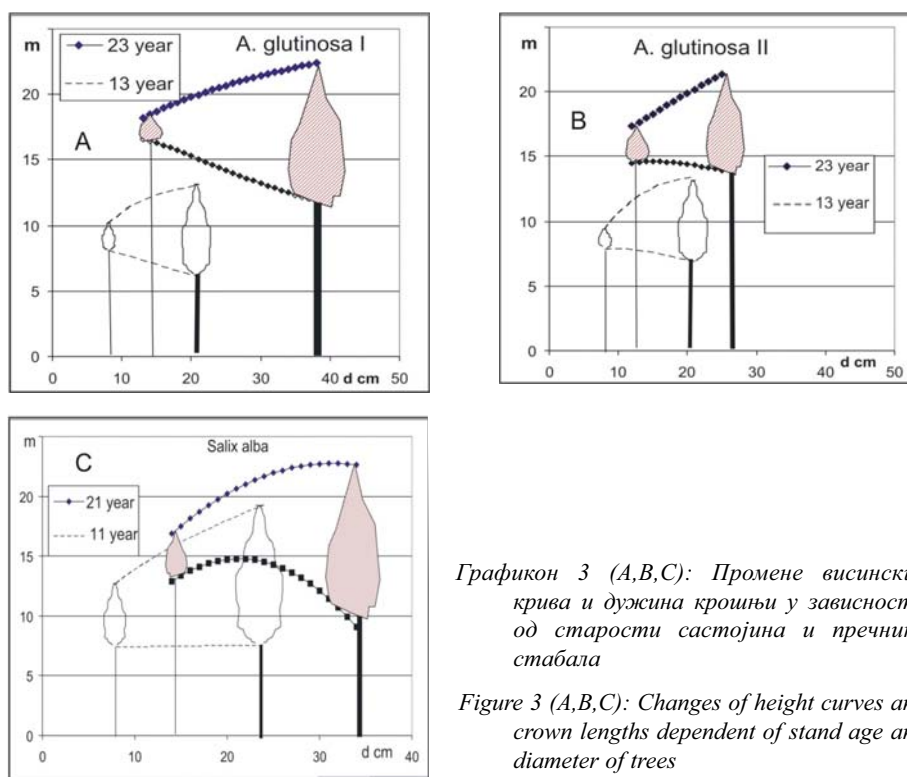 m
23 year
13 year
A. glutinosa I
A
20
15
10
5
0
0 10 20 30 40 50
d cm
m
A. glutinosa II
B
23 year
13 year
20
15
10
5
0
0 10 20 30 40 50
d cm
m
Salix alba
C
21 year
11 year
20
15
10
5
0
0 10 20 30 40
d cm
Графикон 3 (A,B,C): Промене висински
крива и дужина крошњи у зависност
од старости састојина и пречник
стабала
Figure 3 (A,B,C): Changes of height curves an
crown lengths dependent of stand age an
diameter of trees